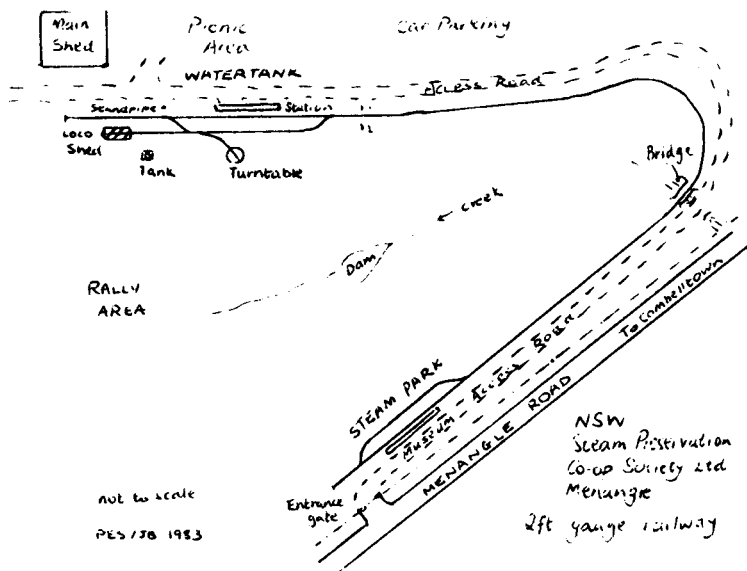 Main
Shed
Picnic
Area
Car Parking
WATERTANK
Access Road
Station
Loco
Shed
Tank
Turntable
Bridge
creek
Dam
RALLY
AREA
To Cambelltown
Access Road
STEAM PARK
MUSEUM
MENANGLE ROAD
NSW
Steam Preservation
Co-op Society Ltd
Menangle
2ft gauge railway
not to scale
Entrance
gate
PES/JB 1983